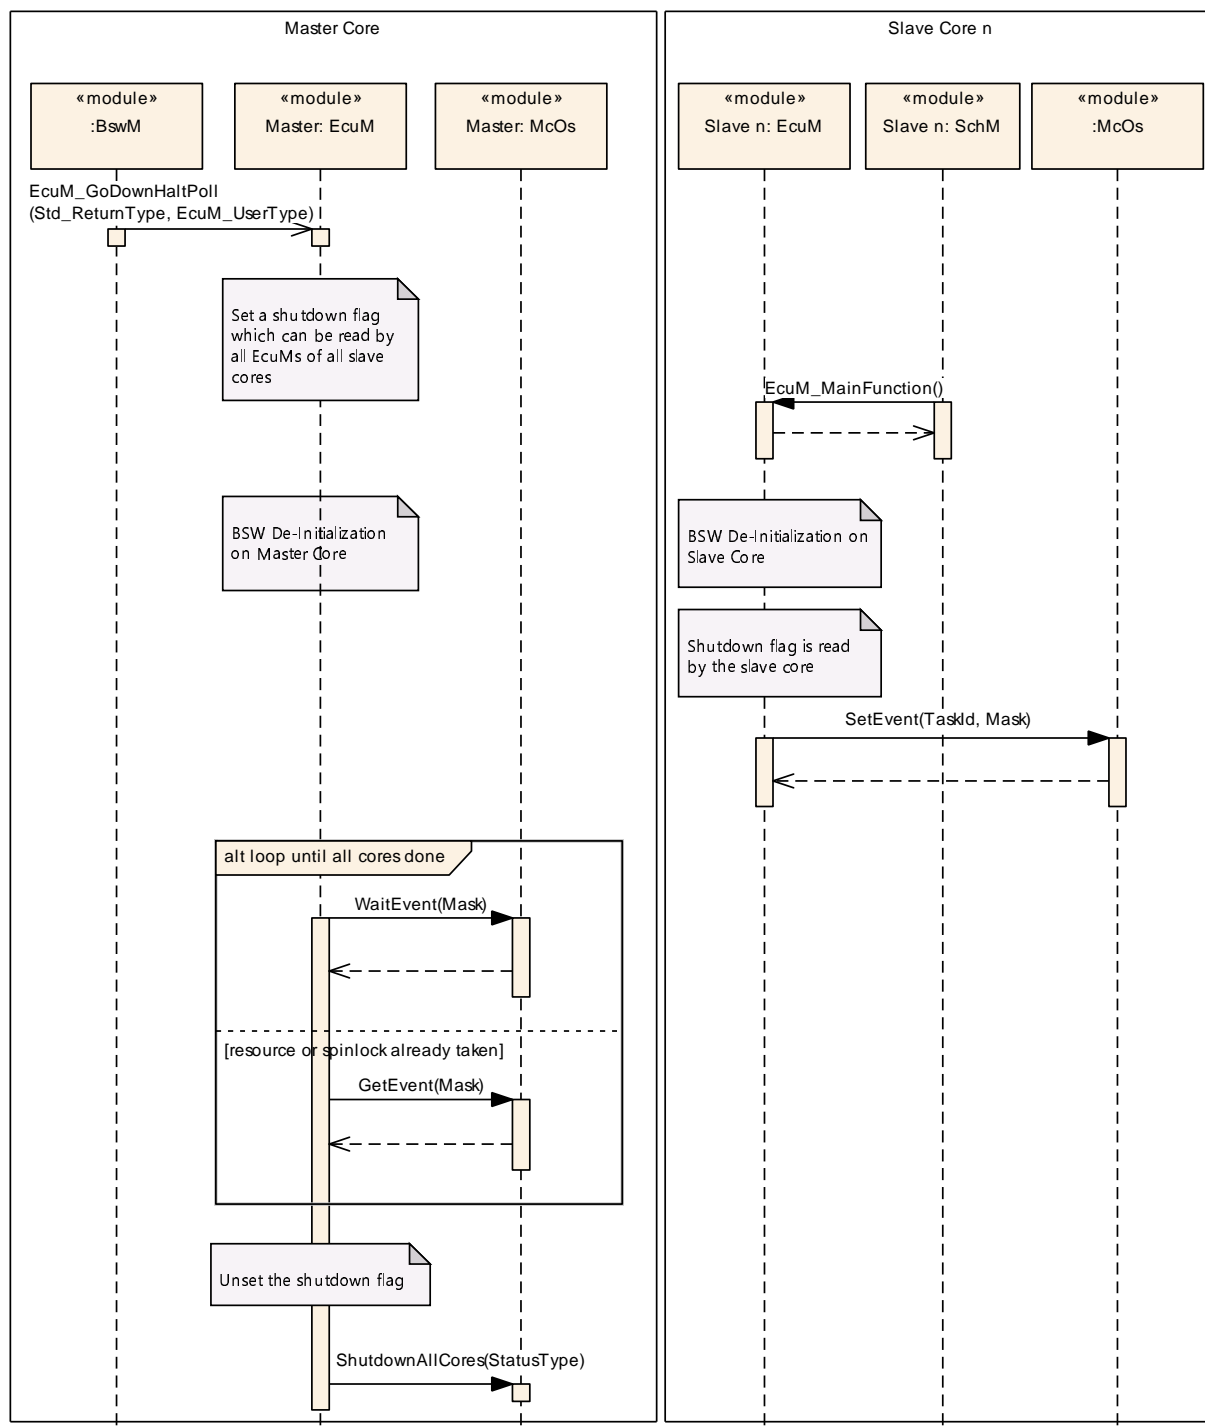 Master Core
Slave Core n
«module»
:BswM
«module»
Master: EcuM
«module»
Master: McOs
«module»
Slave n: EcuM
«module»
Slave n: SchM
«module»
:McOs
EcuM_GoDownHaltPoll
(Std_ReturnType, EcuM_UserType)
Set a shutdown flag
which can be read by
all EcuMs of all slave
cores
EcuM_MainFunction()
BSW De-Initialization
on Master Core
BSW De-Initialization on
Slave Core
Shutdown flag is read
by the slave core
SetEvent(TaskId, Mask)
alt loop until all cores done
WaitEvent(Mask)
[resource or spinlock already taken]
GetEvent(Mask)
Unset the shutdown flag
ShutdownAllCores(StatusType)